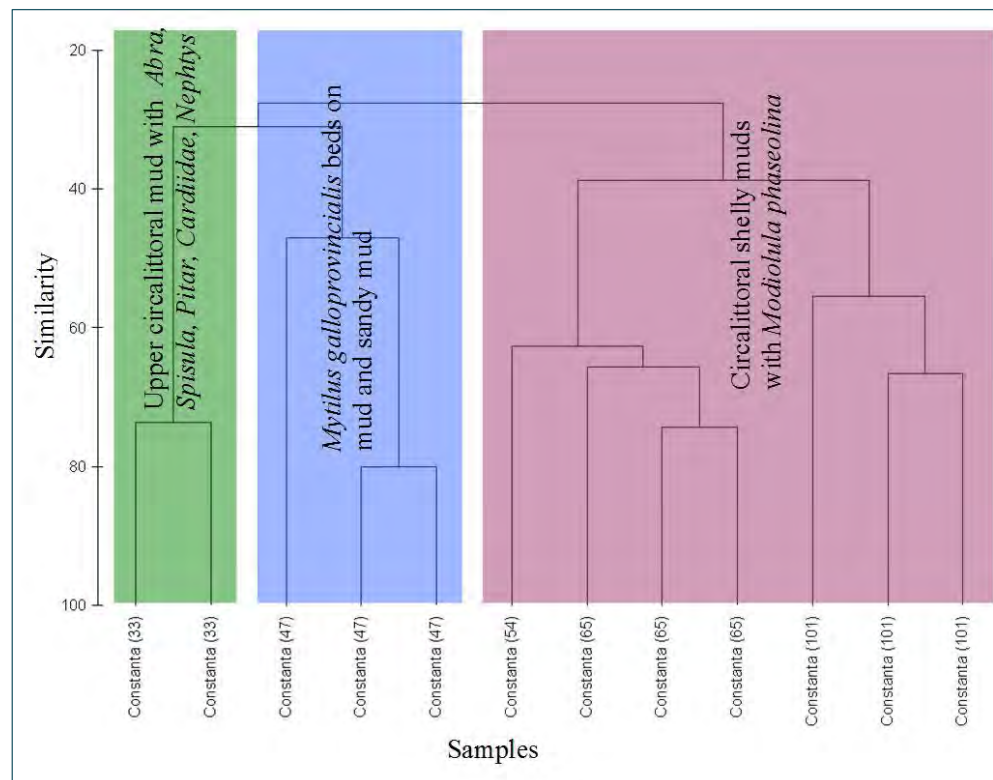 20
40
60
80
100
Similarity
Upper circalittoral mud with Abra,
Spisula, Pitar, Cardiidae, Nephtys
Mytilus galloprovincialis beds on
mud and sandy mud
Circalittoral shelly muds
with Modiolula phaseolina
Constanta (33)
Constanta (33)
Constanta (47)
Constanta (47)
Constanta (47)
Constanta (54)
Constanta (65)
Constanta (65)
Constanta (65)
Constanta (101)
Constanta (101)
Constanta (101)
Samples